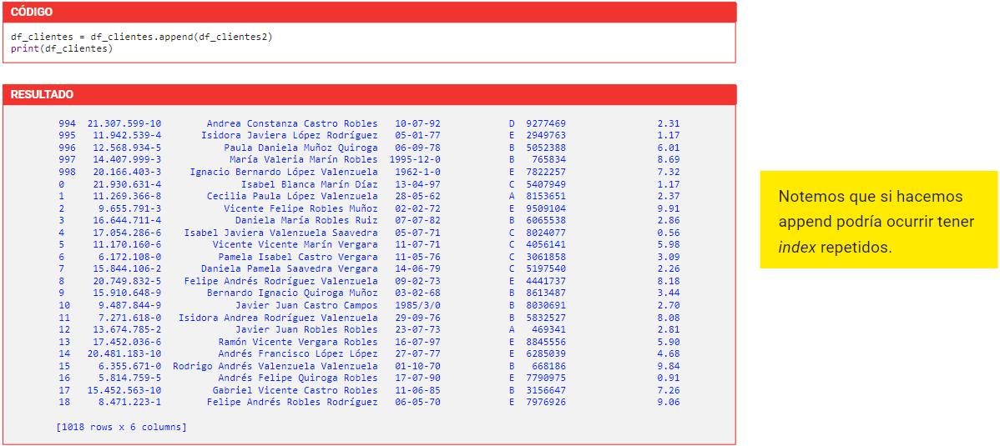 CÓDIGO
df_clientes = df_clientes.append(df_clientes2)
print(df_clientes)
RESULTADO
994 21.307.599-10 Andrea Constanza Castro Robles 10-07-92 D 9277469 2.31
995 11.942.539-4 Isidora Javiera López Rodríguez 05-01-77 E 2949763 1.17
996 12.568.934-5 Paula Daniela Muñoz Quiroga 06-09-78 B 5052388 6.01
997 14.407.999-3 María Valeria Marín Robles 1995-12-0 B 765834 8.69
998 20.166.403-3 Ignacio Bernardo López Valenzuela 1962-1-0 E 7822257 7.32
0 21.930.631-4 Isabel Blanca Marín Díaz 13-04-97 C 5407949 1.17
1 11.269.366-8 Cecilia Paula López Valenzuela 28-05-62 A 8153651 2.37
2 9.655.791-3 Vicente Felipe Robles Muñoz 02-02-72 E 9509104 9.91
3 16.644.711-4 Daniela María Robles Ruiz 07-07-82 B 6065538 2.86
4 17.054.286-6 Isabel Javiera Valenzuela Saavedra 05-07-71 C 8024077 0.56
5 11.170.160-6 Vicente Vicente Marín Vergara 11-07-71 C 4056141 5.98
6 6.172.108-0 Pamela Isabel Castro Vergara 11-05-76 C 3061858 3.09
7 15.844.106-2 Daniela Pamela Saavedra Vergara 14-06-79 C 5197540 2.26
8 20.749.832-5 Felipe Andrés Rodríguez Valenzuela 09-02-73 E 4441737 8.18
9 15.910.648-9 Bernardo Ignacio Quiroga Muñoz 03-02-68 B 8613487 3.44
10 9.487.844-9 Javier Juan Castro Campos 1985/3/0 B 8030691 2.70
11 7.271.618-0 Isidora Andrea Rodríguez Valenzuela 29-09-76 B 5832527 8.08
12 13.674.785-2 Javier Juan Robles Robles 23-07-73 A 469341 2.81
13 17.452.036-6 Ramón Vicente Vergara Robles 16-07-97 E 8845556 5.90
14 20.481.183-10 Andrés Francisco López López 27-07-77 E 6285039 4.68
15 6.355.671-0 Rodrigo Andrés Valenzuela Valenzuela 01-10-70 B 668186 9.84
16 5.814.759-5 Andrés Felipe Quiroga Robles 17-07-90 E 7790975 0.91
17 15.452.563-10 Gabriel Vicente Castro Robles 11-06-85 B 3156647 7.26
18 8.471.223-1 Felipe Andrés Robles Rodríguez 06-05-70 E 7976926 9.06
[1018 rows x 6 columns]
Notemos que si hacemos
append podría ocurrir tener
index repetidos.